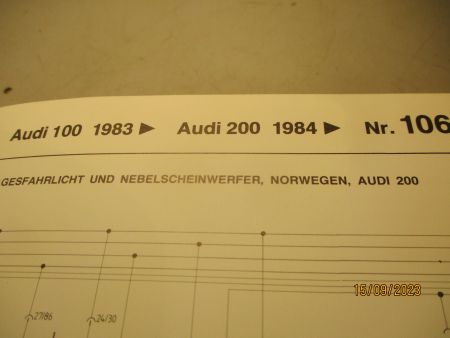 Audi 100 1983 ► Audi 200 1984 ► Nr. 106
GESFAHRLICHT UND NEBELSCHEINWERFER, NORWEGEN, AUDI 200
15/09/2023
27/86
24/30